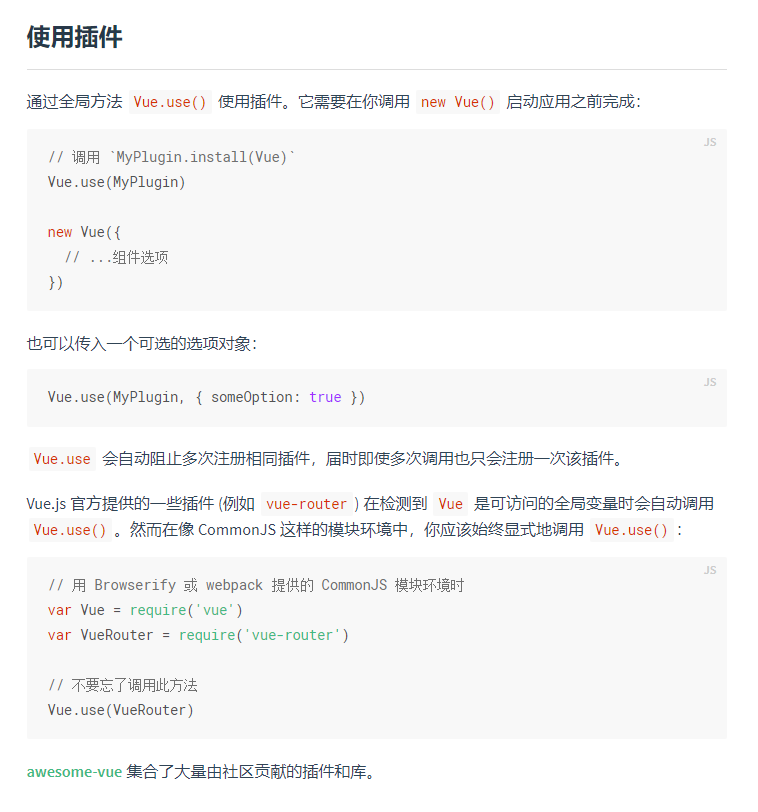 使用插件
通过全局方法 Vue.use() 使用插件。它需要在你调用 new Vue() 启动应用之前完成：
JS
// 调用 `MyPlugin.install(Vue)`
Vue.use(MyPlugin)
new Vue({
  // ...组件选项
})
也可以传入一个可选的选项对象：
JS
Vue.use(MyPlugin, { someOption: true })
Vue.use 会自动阻止多次注册相同插件，届时即使多次调用也只会注册一次该插件。
Vue.js 官方提供的一些插件 (例如 vue-router) 在检测到 Vue 是可访问的全局变量时会自动调用
Vue.use()。然而在像 CommonJS 这样的模块环境中，你应该始终显式地调用 Vue.use()：
JS
// 用 Browserify 或 webpack 提供的 CommonJS 模块环境时
var Vue = require('vue')
var VueRouter = require('vue-router')
// 不要忘了调用此方法
Vue.use(VueRouter)
awesome-vue 集合了大量由社区贡献的插件和库。